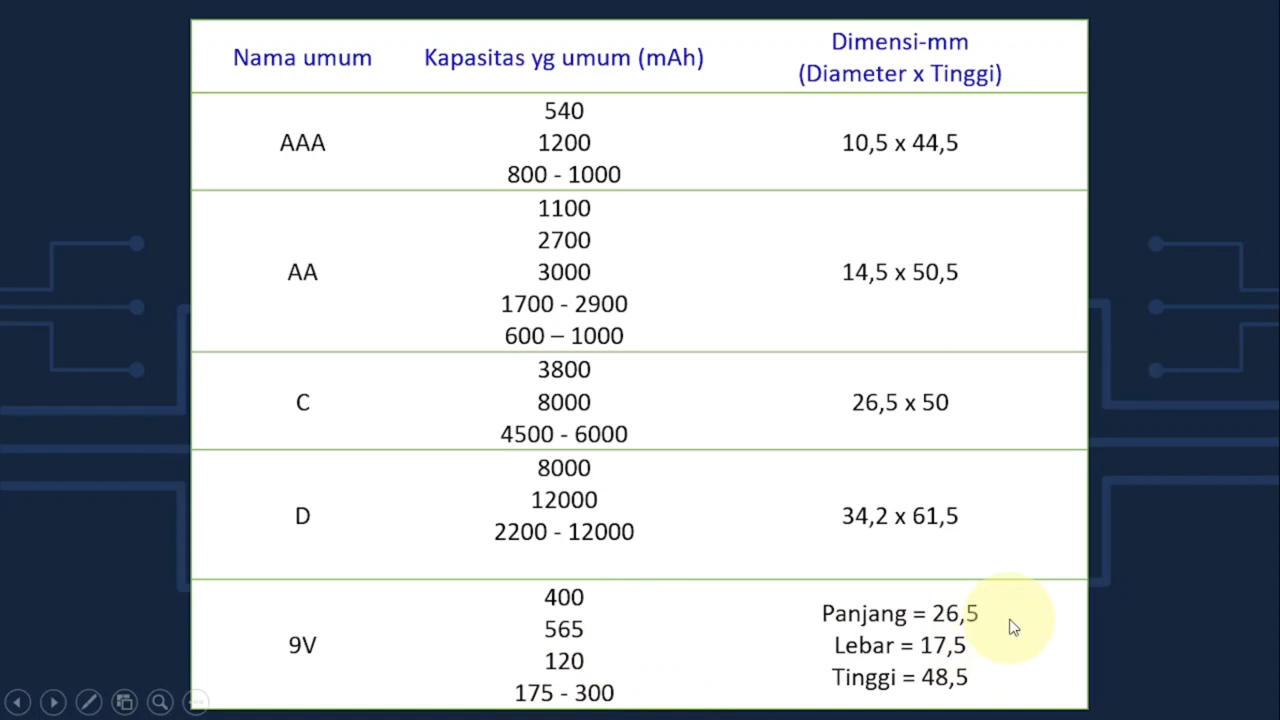 Nama umum Kapasitas yg umum (mAh) Dimensi-mm
(Diameter x Tinggi)
AAA
540
1200
800 - 1000
10,5 x 44,5
AA
1100
2700
3000
1700 - 2900
600 – 1000
14,5 x 50,5
C
3800
8000
4500 - 6000
26,5 x 50
D
8000
12000
2200 - 12000
34,2 x 61,5
9V
400
565
120
175 - 300
Panjang = 26,5
Lebar = 17,5
Tinggi = 48,5